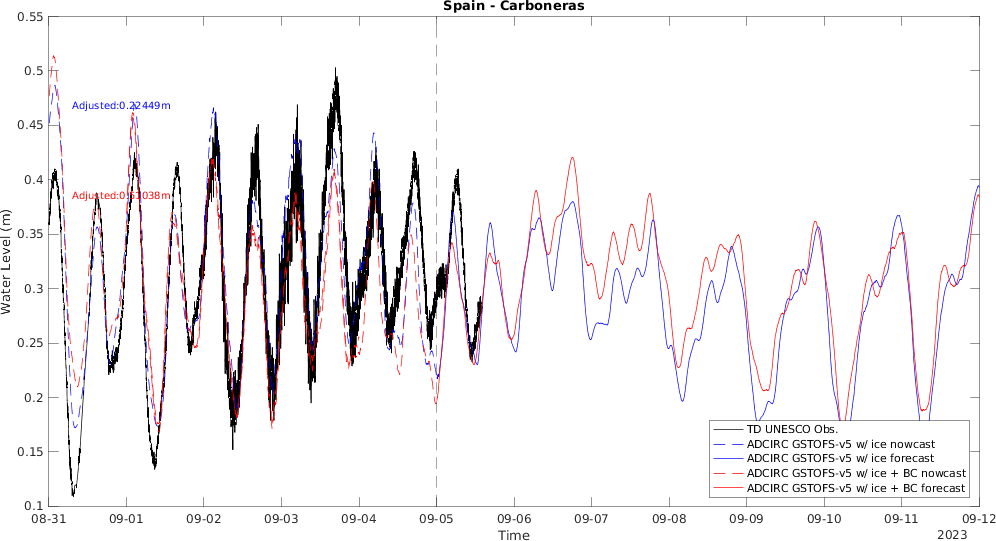 Spain - Carboneras
0.55
0.5
0.45
0.4
0.35
0.3
0.25
0.2
0.15
0.1
Water Level (m)
Adjusted:0.22449m
08-31
09-01
09-02
09-03
09-04
09-05
09-06
09-07
09-08
09-09
09-10
09-11
09-12
Time
2023
TD UNESCO Obs.
ADCIRC GSTOFS-v5 w/ ice nowcast
ADCIRC GSTOFS-v5 w/ ice forecast
ADCIRC GSTOFS-v5 w/ ice + BC nowcast
ADCIRC GSTOFS-v5 w/ ice + BC forecast